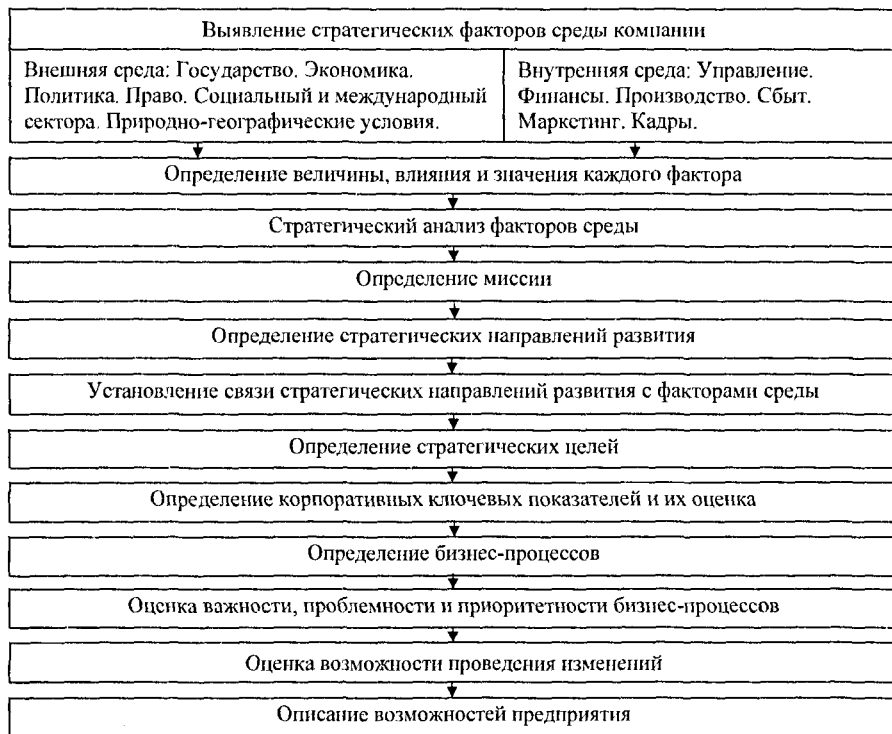 Выявление стратегических факторов среды компании
Внешняя среда: Государство. Экономика.
Политика. Право. Социальный и международный
сектора. Природно-географические условия.
Внутренняя среда: Управление.
Финансы. Производство. Сбыт.
Маркетинг. Кадры.
Определение величины, влияния и значения каждого фактора
Стратегический анализ факторов среды
Определение миссии
Определение стратегических направлений развития
Установление связи стратегических направлений развития с факторами среды
Определение стратегических целей
Определение корпоративных ключевых показателей и их оценка
Определение бизнес-процессов
Оценка важности, проблемности и приоритетности бизнес-процессов
Оценка возможности проведения изменений
Описание возможностей предприятия